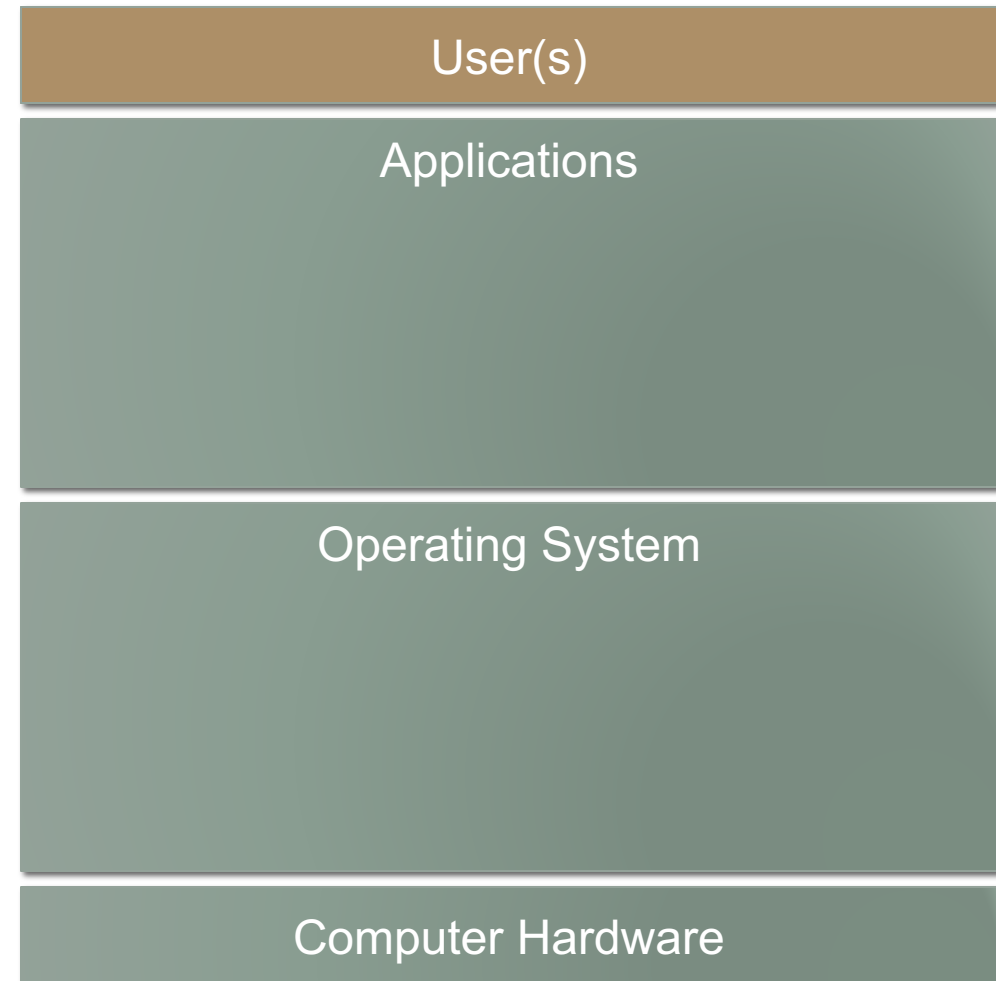 User(s)
Applications
Operating System
Computer Hardware